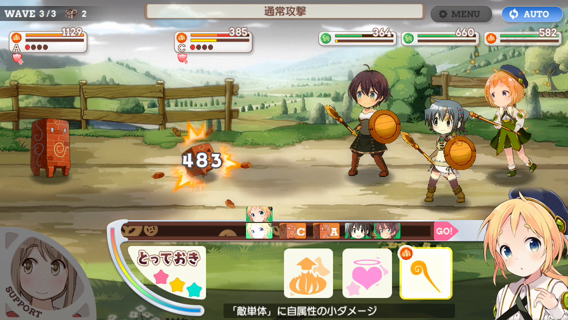 WAVE 3/3 2
通常攻撃
MENU
AUTO
1129
A
385
C
364
660
582
483
C
A
GO!
とっておき
SUPPORT
「敵単体」に自属性の小ダメージ